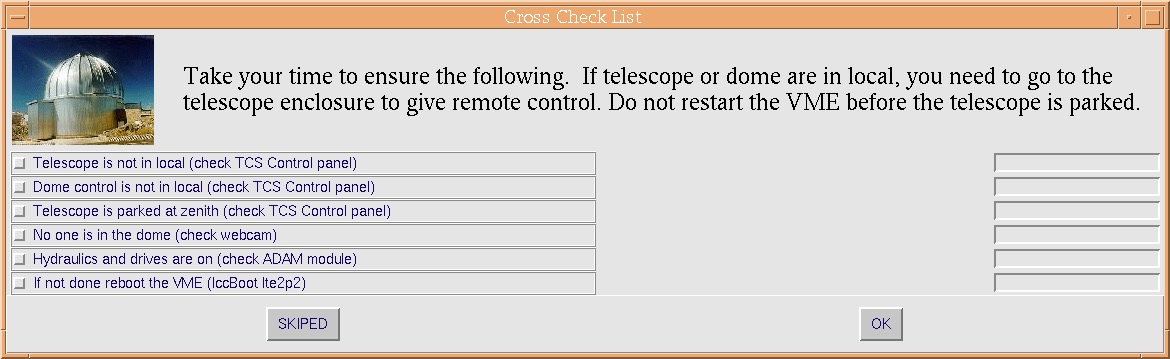 Cross Check List
Take your time to ensure the following.  If telescope or dome are in local, you need to go to the
telescope enclosure to give remote control. Do not restart the VME before the telescope is parked.
Telescope is not in local (check TCS Control panel)
Dome control is not in local (check TCS Control panel)
Telescope is parked at zenith (check TCS Control panel)
No one is in the dome (check webcam)
Hydraulics and drives are on (check ADAM module)
If not done reboot the VME (lccBoot lte2p2)
SKIPED
OK